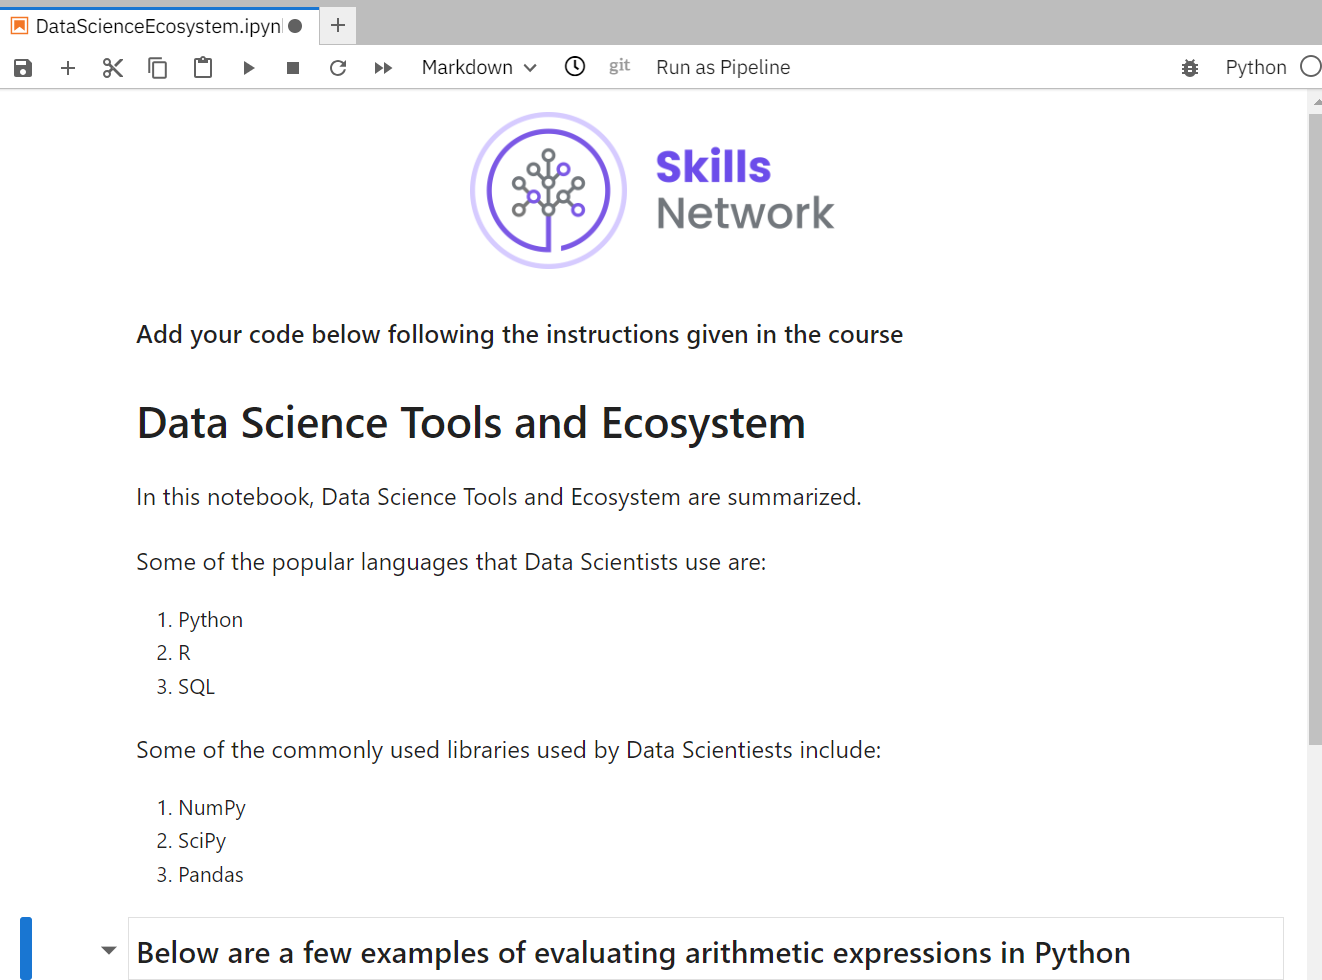 DataScienceEcosystem.ipyn
Markdown git Run as Pipeline Python
Skills
Network
Add your code below following the instructions given in the course
Data Science Tools and Ecosystem
In this notebook, Data Science Tools and Ecosystem are summarized.
Some of the popular languages that Data Scientists use are:
1. Python
2. R
3. SQL
Some of the commonly used libraries used by Data Scientiests include:
1. NumPy
2. SciPy
3. Pandas
Below are a few examples of evaluating arithmetic expressions in Python